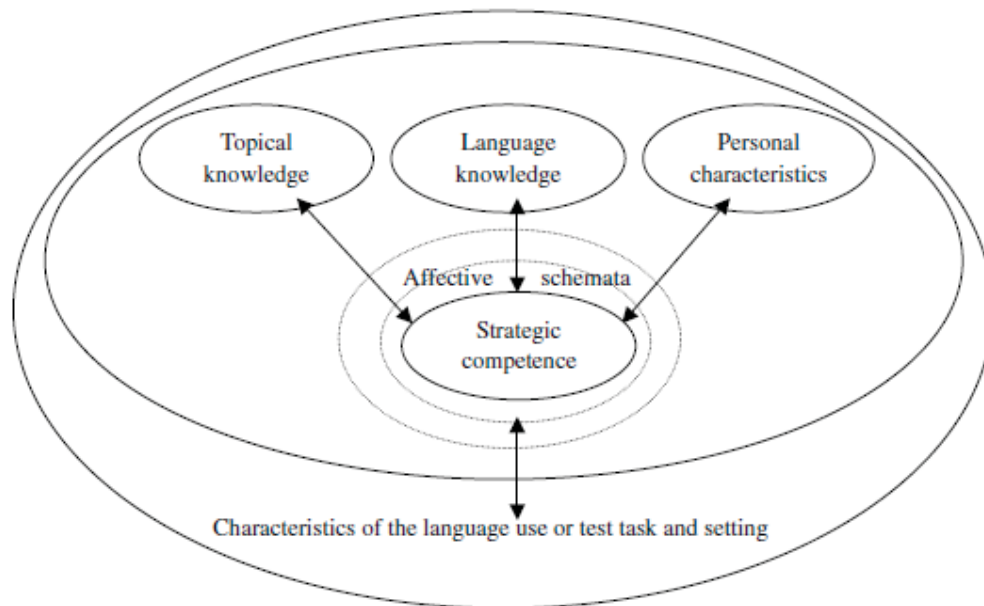 Topical
knowledge
Language
knowledge
Personal
characteristics
Affective schemata
Strategic
competence
Characteristics of the language use or test task and setting